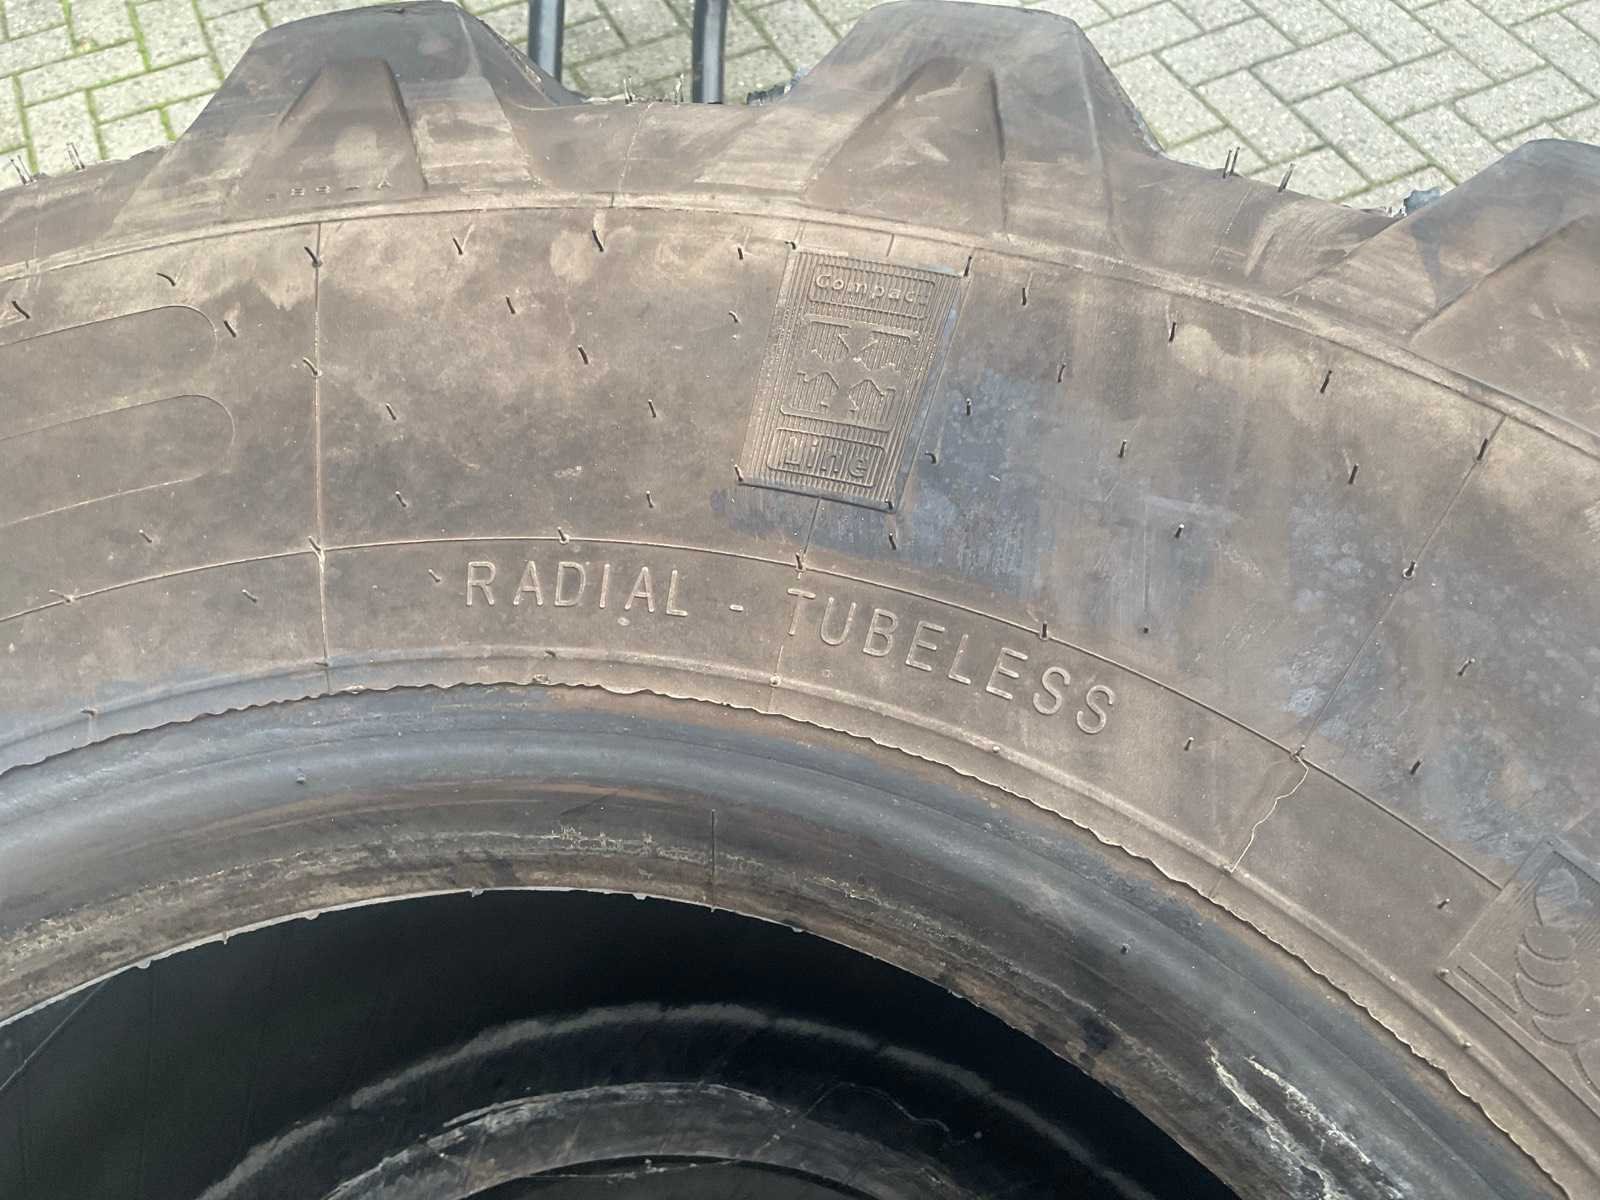 Compact
Line
RADIAL - TUBELESS